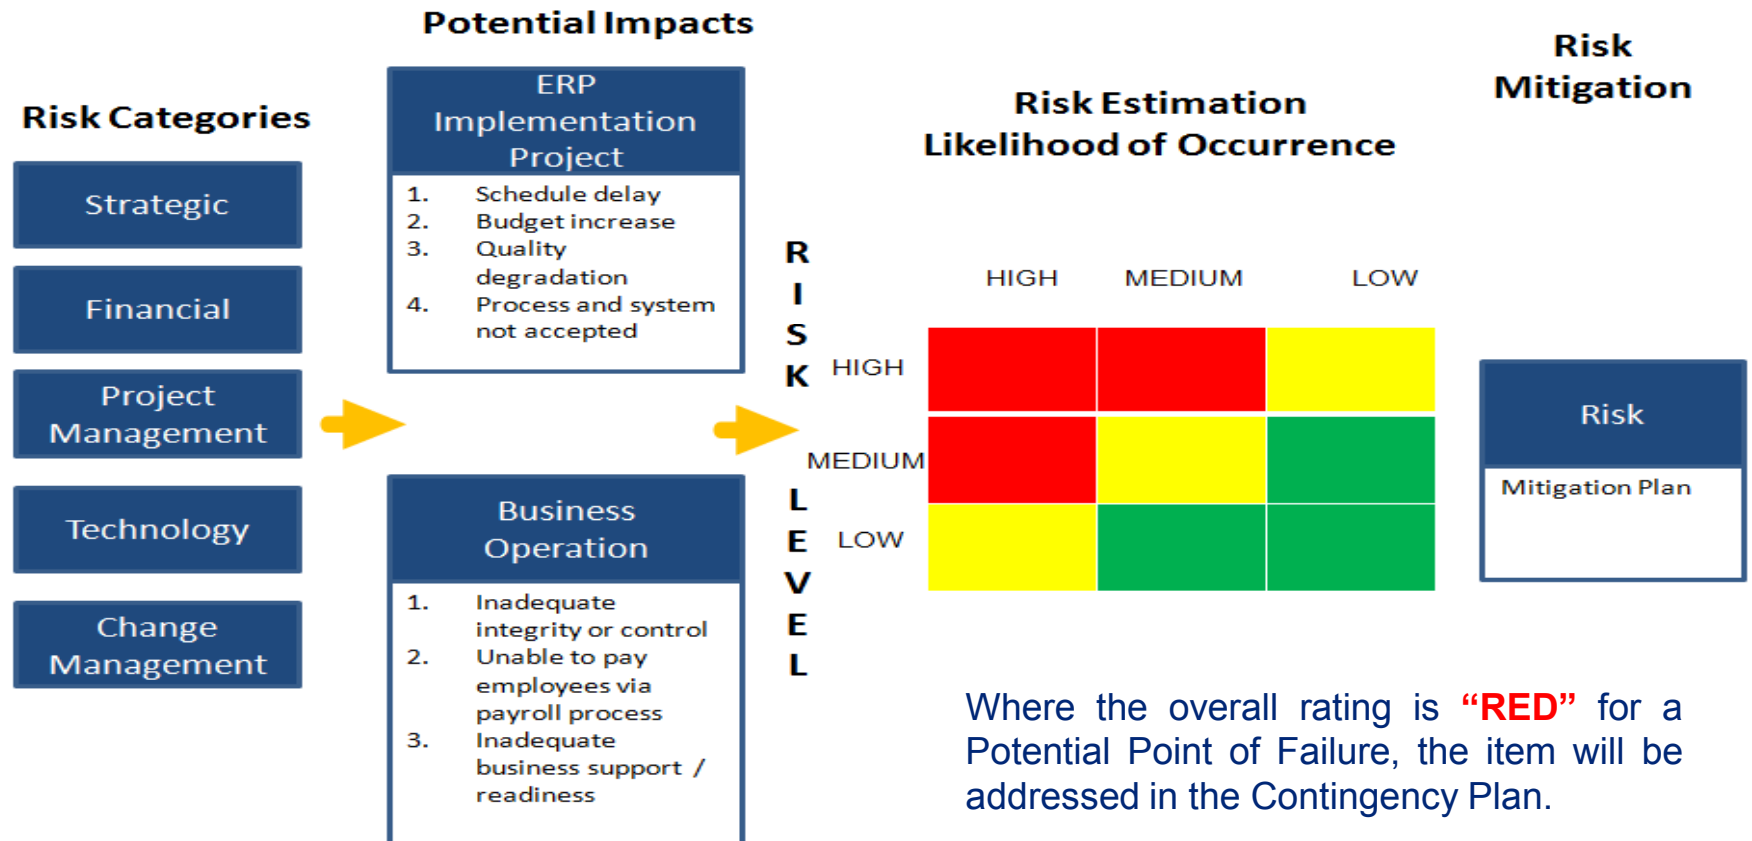 Potential Impacts
Risk Categories
Strategic
Financial
Project
Management
Technology
Change
Management
ERP
Implementation
Project
1. Schedule delay
2. Budget increase
3. Quality
degradation
4. Process and system
not accepted
Business
Operation
1. Inadequate
integrity or control
2. Unable to pay
employees via
payroll process
3. Inadequate
business support /
readiness
RISK LEVEL
Risk Estimation
Likelihood of Occurrence
HIGH MEDIUM LOW
HIGH
MEDIUM
LOW
Risk
Mitigation
Risk
Mitigation Plan
Where the overall rating is “RED” for a
Potential Point of Failure, the item will be
addressed in the Contingency Plan.